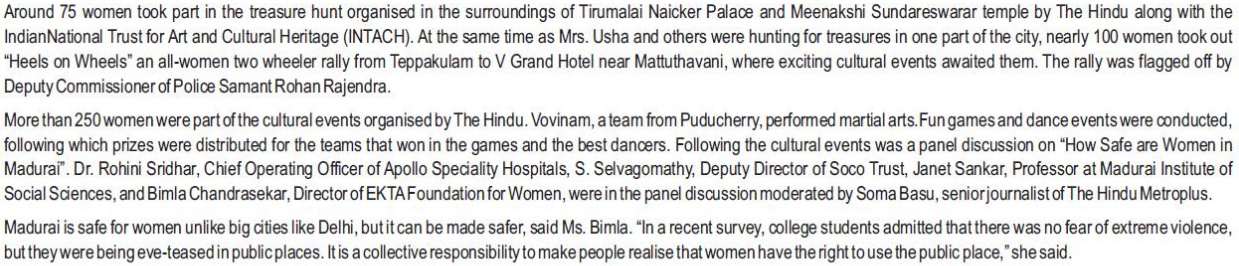 Around 75 women took part in the treasure hunt organised in the surroundings of Tirumalai Naicker Palace and Meenakshi Sundareswarar temple by The Hindu along with the
IndianNational Trust for Art and Cultural Heritage (INTACH). At the same time as Mrs. Usha and others were hunting for treasures in one part of the city, nearly 100 women took out
“Heels on Wheels” an all-women two wheeler rally from Teppakulam to V Grand Hotel near Mattuthavani, where exciting cultural events awaited them. The rally was flagged off by
Deputy Commissioner of Police Samant Rohan Rajendra.
More than 250 women were part of the cultural events organised by The Hindu. Vovinam, a team from Puducherry, performed martial arts.Fun games and dance events were conducted,
following which prizes were distributed for the teams that won in the games and the best dancers. Following the cultural events was a panel discussion on “How Safe are Women in
Madurai”. Dr. Rohini Sridhar, Chief Operating Officer of Apollo Speciality Hospitals, S. Selvagomathy, Deputy Director of Soco Trust, Janet Sankar, Professor at Madurai Institute of
Social Sciences, and Bimla Chandrasekar, Director of EKTA Foundation for Women, were in the panel discussion moderated by Soma Basu, senior journalist of The Hindu Metroplus.
Madurai is safe for women unlike big cities like Delhi, but it can be made safer, said Ms. Bimla. “In a recent survey, college students admitted that there was no fear of extreme violence,
but they were being eve-teased in public places. It is a collective responsibility to make people realise that women have the right to use the public place,” she said.